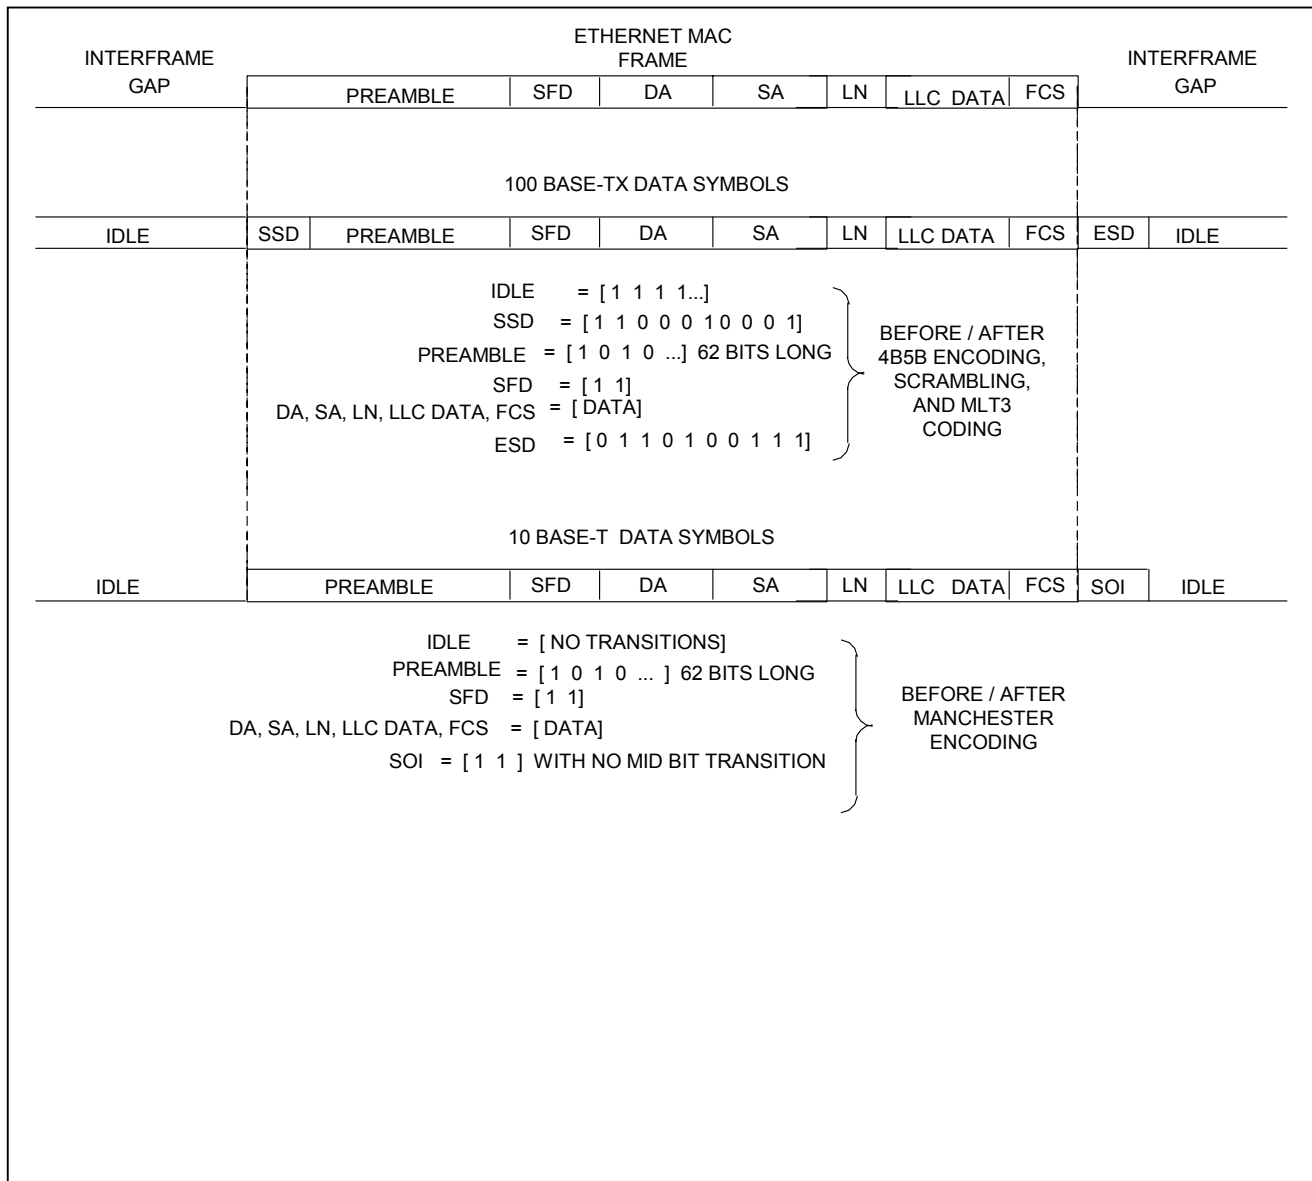 ETHERNET MAC
FRAME
INTERFRAME
GAP
INTERFRAME
GAP
PREAMBLE SFD DA SA LN LLC DATA FCS
100 BASE-TX DATA SYMBOLS
IDLE SSD PREAMBLE SFD DA SA LN LLC DATA FCS ESD IDLE
IDLE = [ 1 1 1 1...]
SSD = [ 1 1 0 0 0 1 0 0 0 1]
PREAMBLE = [ 1 0 1 0 ...] 62 BITS LONG
SFD = [ 1 1]
DA, SA, LN, LLC DATA, FCS = [ DATA]
ESD = [ 0 1 1 0 1 0 0 1 1 1]
BEFORE / AFTER
4B5B ENCODING,
SCRAMBLING,
AND MLT3
CODING
10 BASE-T DATA SYMBOLS
IDLE PREAMBLE SFD DA SA LN LLC DATA FCS SOI IDLE
IDLE = [ NO TRANSITIONS]
PREAMBLE = [ 1 0 1 0 ... ] 62 BITS LONG
SFD = [ 1 1]
DA, SA, LN, LLC DATA, FCS = [ DATA]
SOI = [ 1 1 ] WITH NO MID BIT TRANSITION
BEFORE / AFTER
MANCHESTER
ENCODING